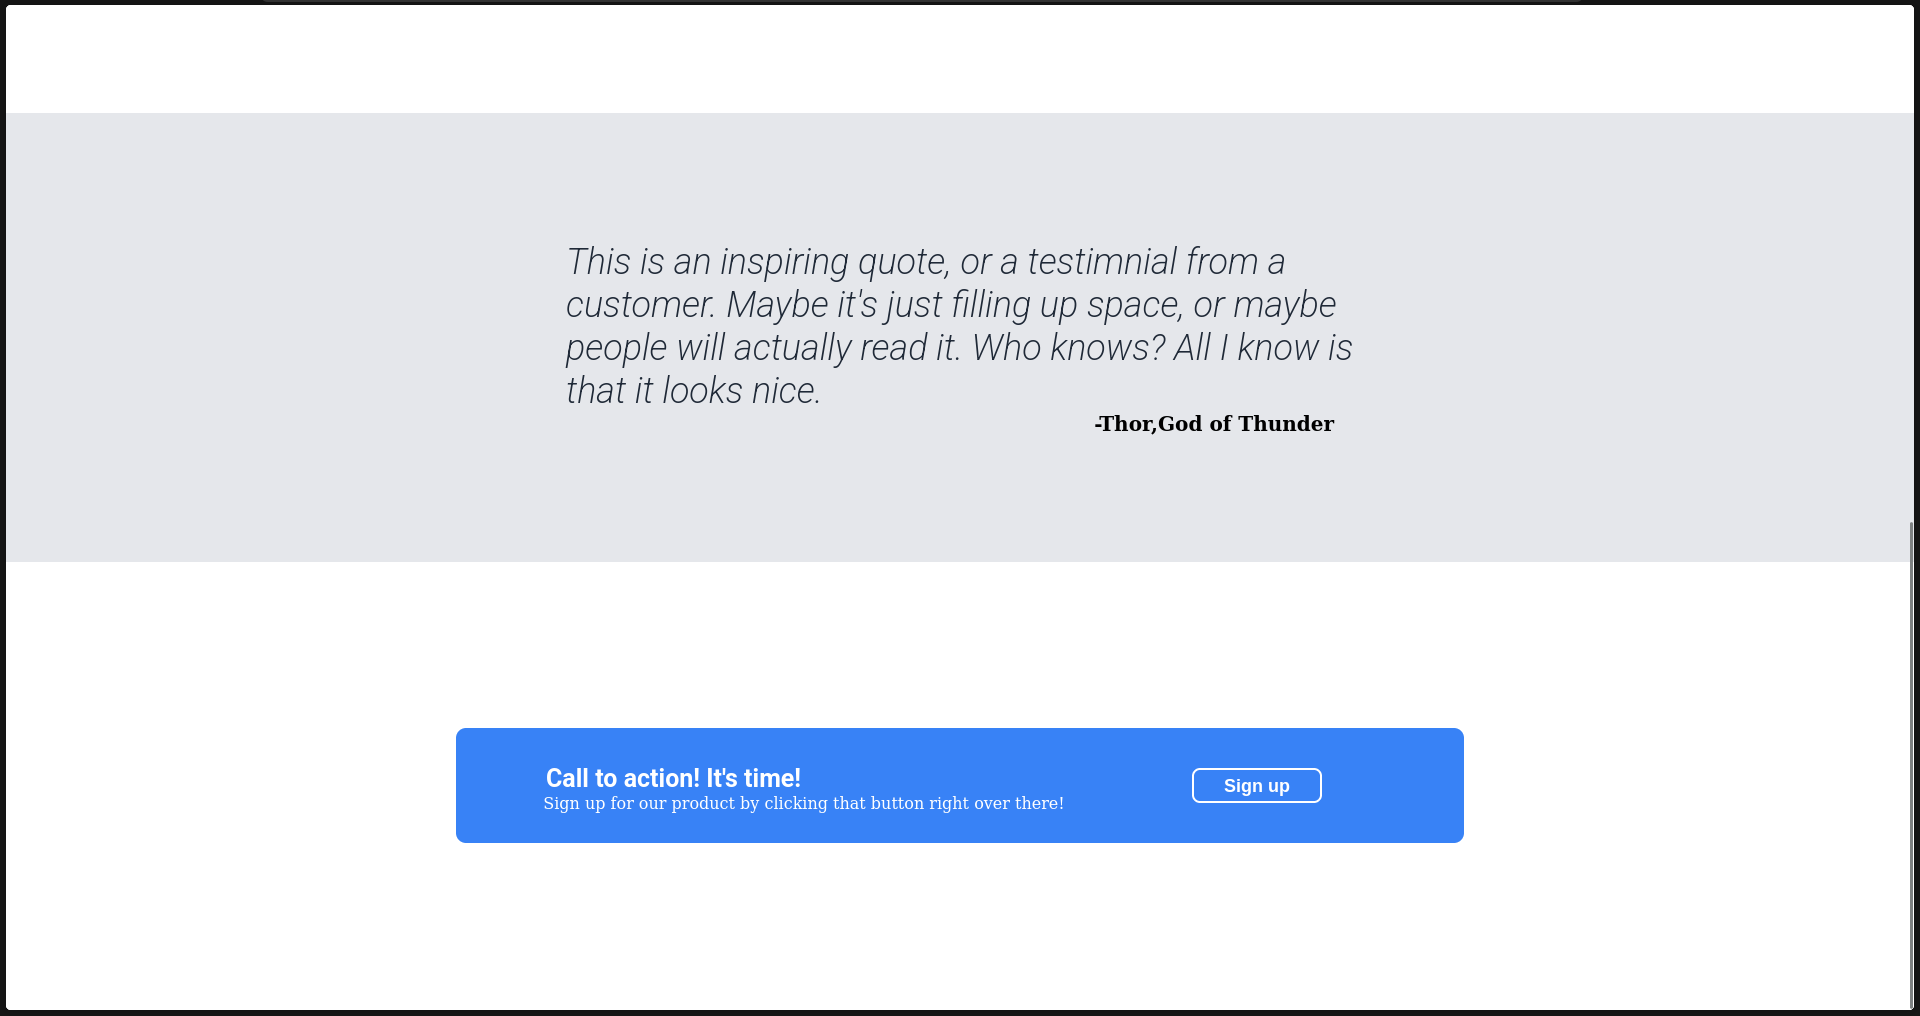 This is an inspiring quote, or a testimnial from a
customer. Maybe it's just filling up space, or maybe
people will actually read it. Who knows? All I know is
that it looks nice.
-Thor,God of Thunder
Call to action! It's time!
Sign up for our product by clicking that button right over there!
Sign up